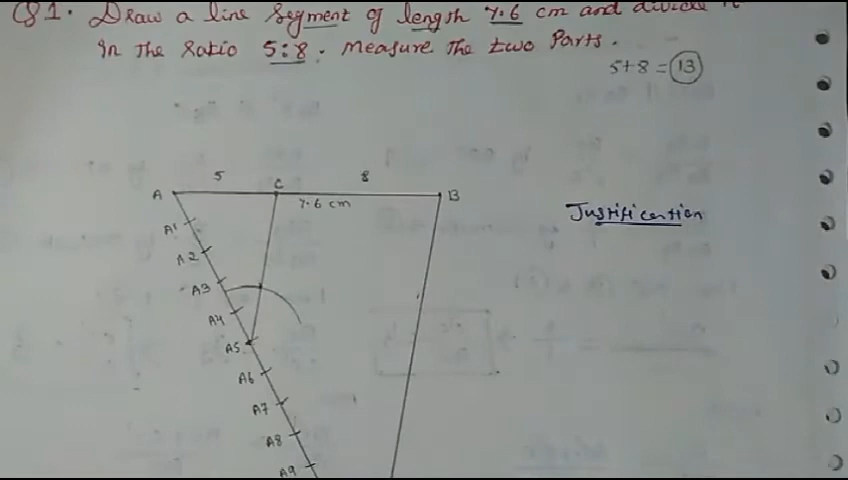 Q1. Draw a line segment of length 7.6 cm and divide
in the ratio 5:8. Measure the two Parts.
5+8=13
5 8
A C B
7.6 cm
Justification
A1
A2
A3
A4
A5
A6
A7
A8
A9